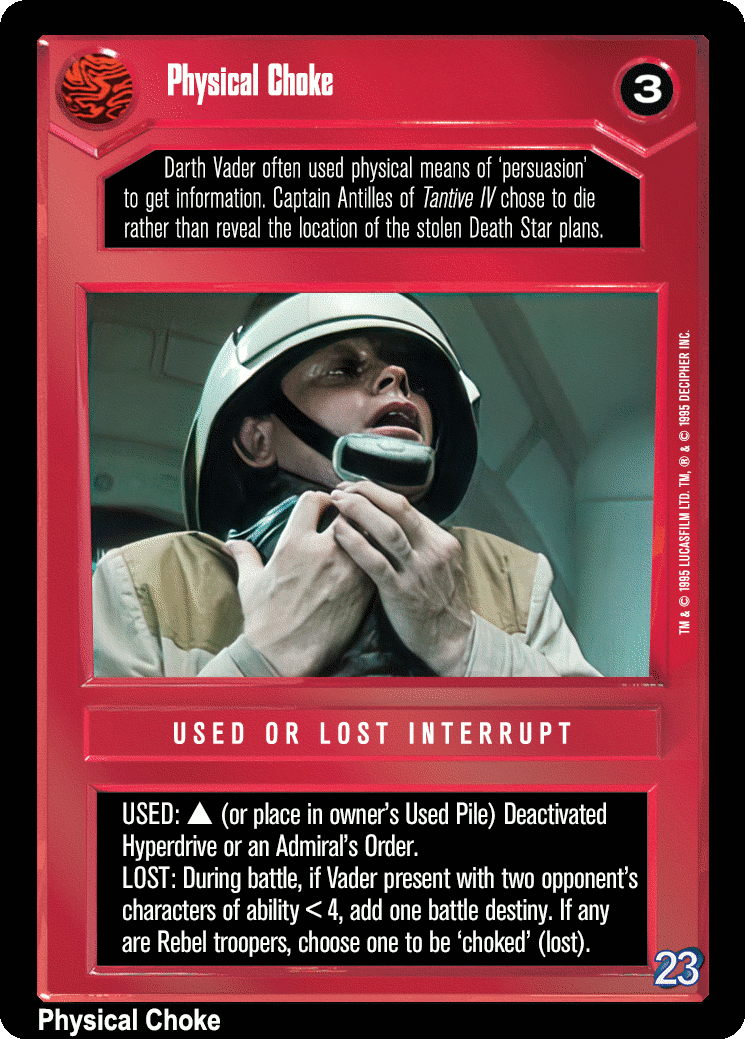 Physical Choke
3
Darth Vader often used physical means of ‘persuasion’
to get information. Captain Antilles of Tantive IV chose to die
rather than reveal the location of the stolen Death Star plans.
TM & © 1995 LUCASFILM LTD. TM, ® & © 1995 DECIPHER INC.
USED OR LOST INTERRUPT
USED: ▲ (or place in owner’s Used Pile) Deactivated
Hyperdrive or an Admiral’s Order.
LOST: During battle, if Vader present with two opponent’s
characters of ability < 4, add one battle destiny. If any
are Rebel troopers, choose one to be ‘choked’ (lost).
23
Physical Choke